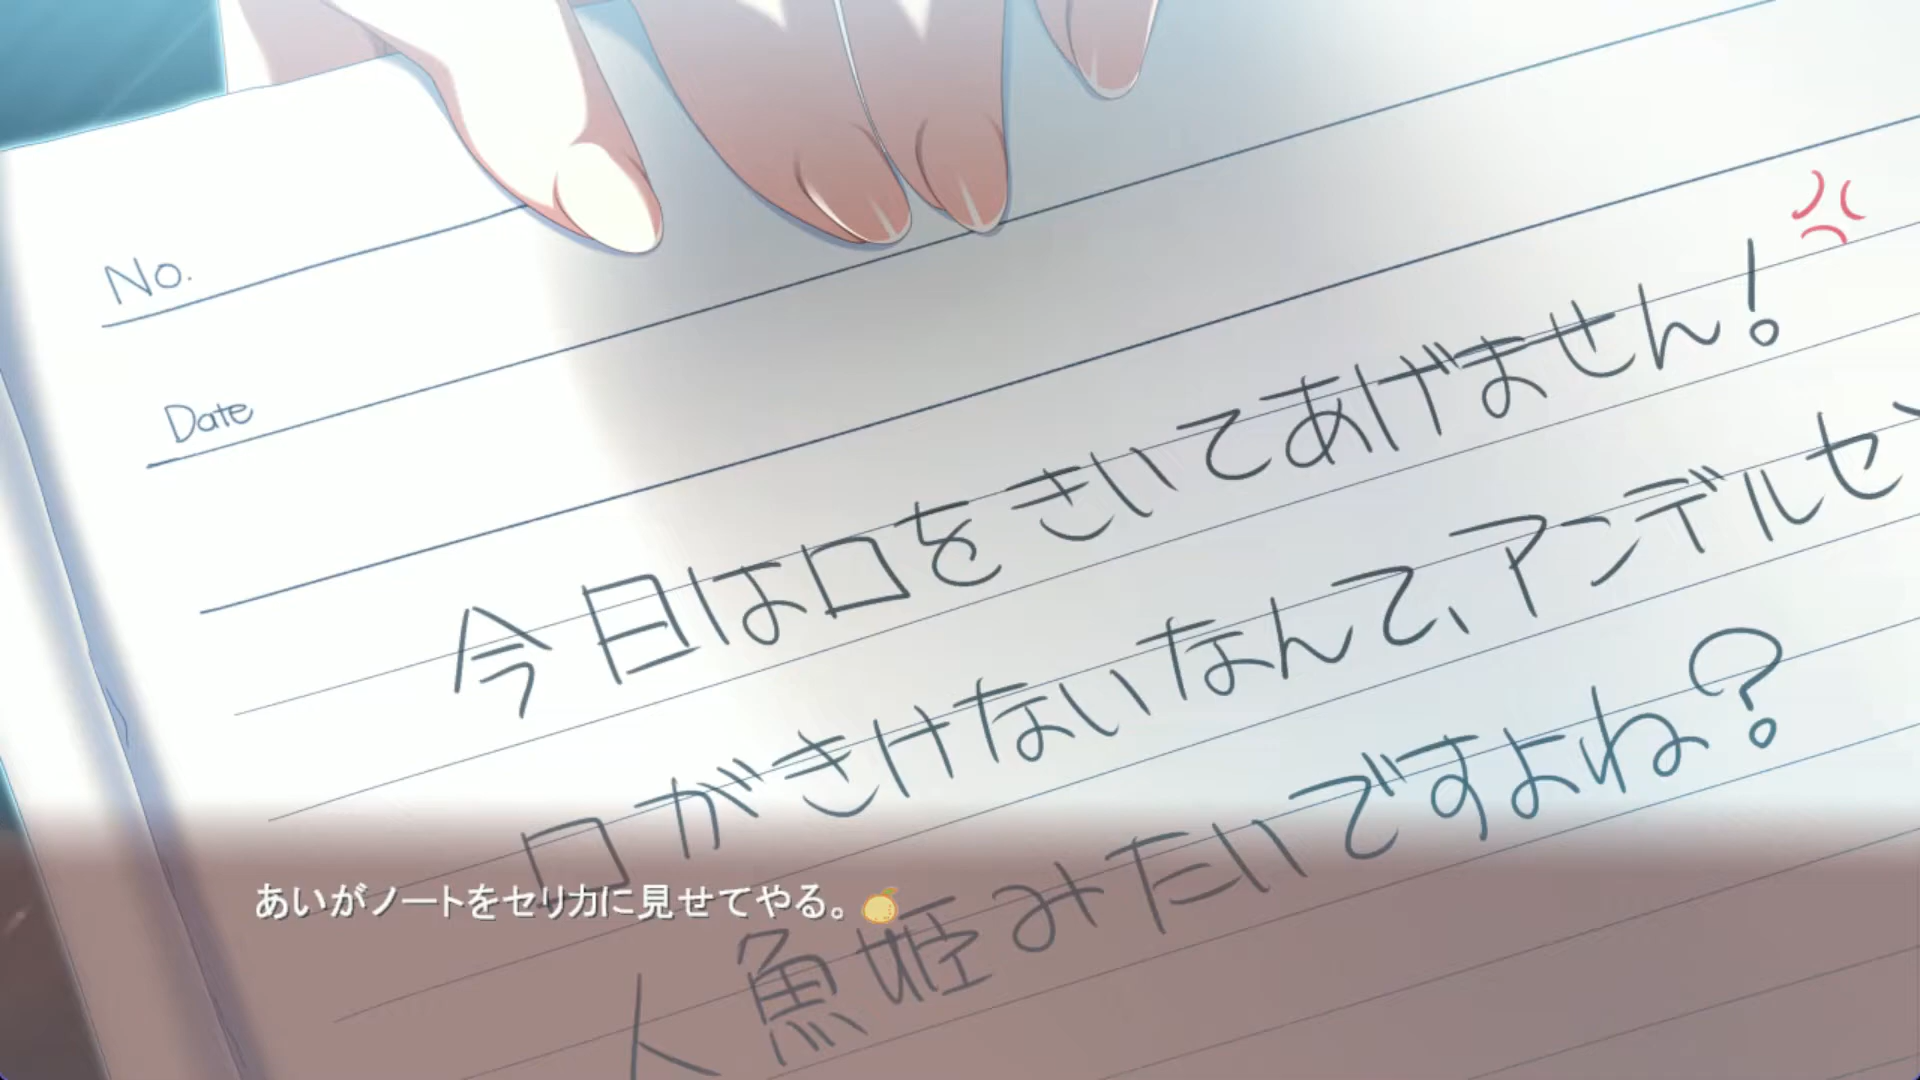 No.
Date
今日は口をきいてあげません!
口がきけないなんて、アンデルセン
人魚姫みたいですよね?
あいがノートをセリカに見せてやる。